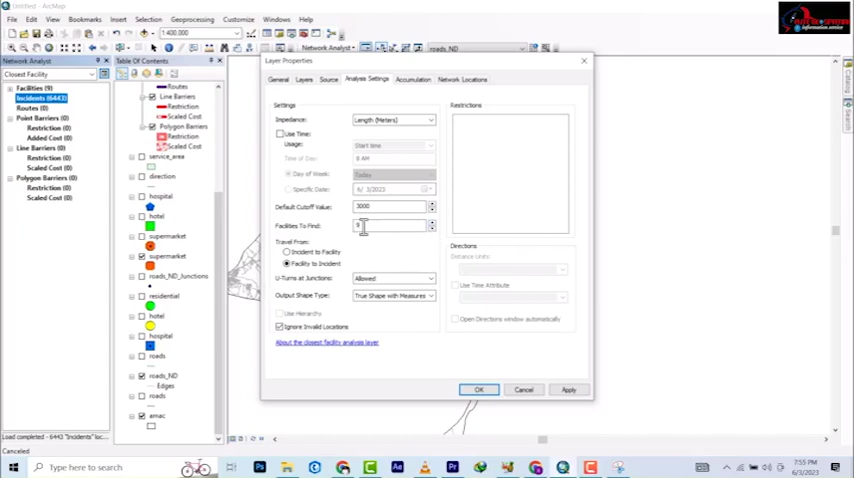 Untitled - ArcMap
File Edit View Bookmarks Insert Selection Geoprocessing Customize Windows Help
1:400,000
Network Analyst
roads_ND
Network Analyst
Closest Facility
Facilities (9)
Incidents (6443)
Routes (0)
Point Barriers (0)
Restriction (0)
Added Cost (0)
Line Barriers (0)
Restriction (0)
Scaled Cost (0)
Polygon Barriers (0)
Restriction (0)
Scaled Cost (0)
Load completed - 6443 "Incidents" loc...
Canceled
Table Of Contents
Routes
Line Barriers
Restriction
Scaled Cost
Polygon Barriers
Restriction
Scaled Cost
service_area
direction
hospital
hotel
supermarket
supermarket
roads_ND_Junctions
residential
hotel
hospital
roads
roads_ND
Edges
roads
amac
Layer Properties
General Layers Source Analysis Settings Accumulation Network Locations
Settings
Impedance: Length (Meters)
Use Time:
Usage: Start time
Time of Day: 8 AM
Day of Week: Today
Specific Date: 6/ 3/2023
Default Cutoff Value: 3000
Facilities To Find: 9
Travel From:
Incident to Facility
Facility to Incident
U-Turns at Junctions: Allowed
Output Shape Type: True Shape with Measures
Use Hierarchy
Ignore Invalid Locations
About the closest facility analysis layer
Restrictions
Directions
Distance Units:
Use Time Attribute
Open Directions window automatically
OK Cancel Apply
Catalog
Search
Information service
Type here to search
7:55 PM
6/3/2023